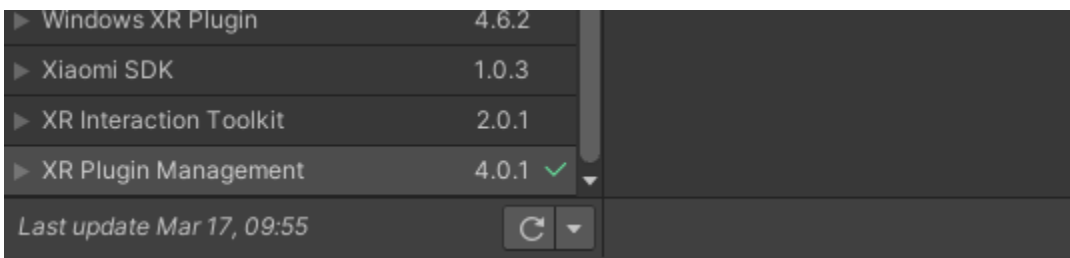 Windows XR Plugin 4.6.2
Xiaomi SDK 1.0.3
XR Interaction Toolkit 2.0.1
XR Plugin Management 4.0.1
Last update Mar 17, 09:55